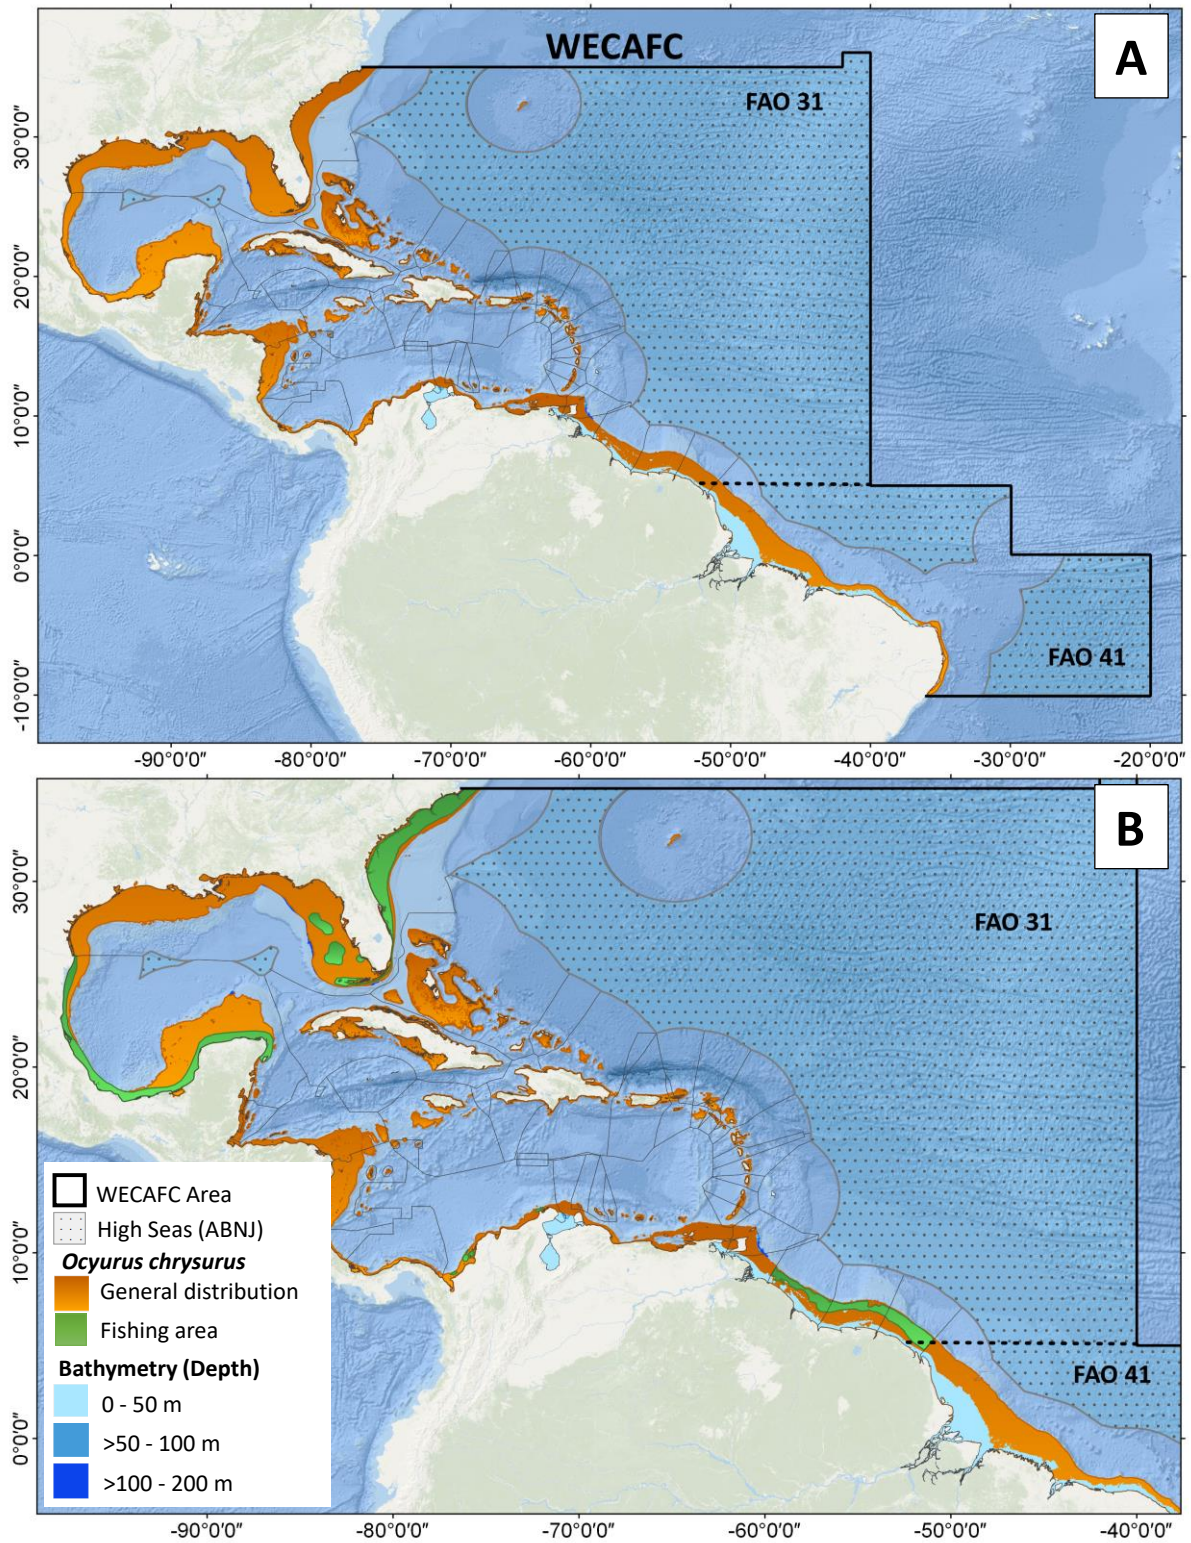 WECAFC
A
FAO 31
FAO 41
30°0'0"
20°0'0"
10°0'0"
0°0'0"
-10°0'0"
-90°0'0"
-80°0'0"
-70°0'0"
-60°0'0"
-50°0'0"
-40°0'0"
-30°0'0"
-20°0'0"
B
FAO 31
FAO 41
30°0'0"
20°0'0"
10°0'0"
0°0'0"
WECAFC Area
High Seas (ABNJ)
Ocyurus chrysurus
General distribution
Fishing area
Bathymetry (Depth)
0 - 50 m
>50 - 100 m
>100 - 200 m
-90°0'0"
-80°0'0"
-70°0'0"
-60°0'0"
-50°0'0"
-40°0'0"